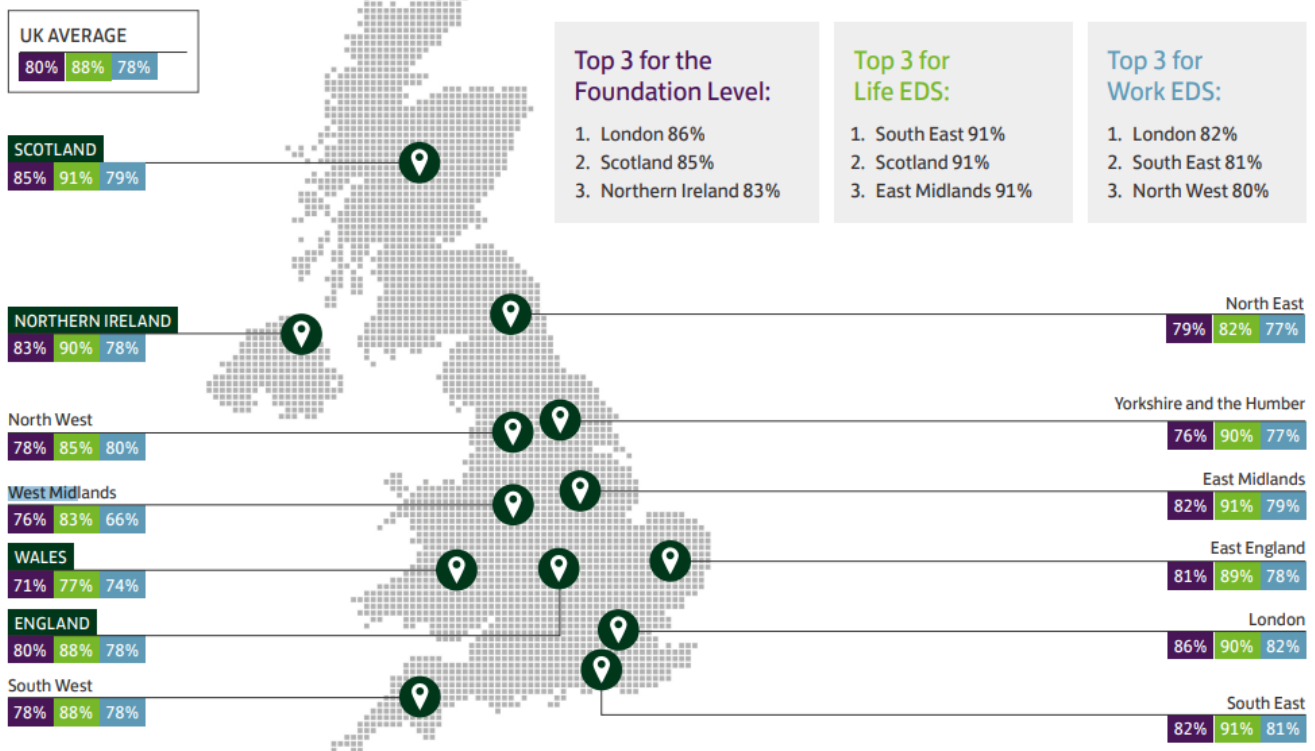 UK AVERAGE
80% 88% 78%
Top 3 for the
Foundation Level:
1. London 86%
2. Scotland 85%
3. Northern Ireland 83%
Top 3 for
Life EDS:
1. South East 91%
2. Scotland 91%
3. East Midlands 91%
Top 3 for
Work EDS:
1. London 82%
2. South East 81%
3. North West 80%
SCOTLAND
85% 91% 79%
NORTHERN IRELAND
83% 90% 78%
North West
78% 85% 80%
West Midlands
76% 83% 66%
WALES
71% 77% 74%
ENGLAND
80% 88% 78%
South West
78% 88% 78%
North East
79% 82% 77%
Yorkshire and the Humber
76% 90% 77%
East Midlands
82% 91% 79%
East England
81% 89% 78%
London
86% 90% 82%
South East
82% 91% 81%